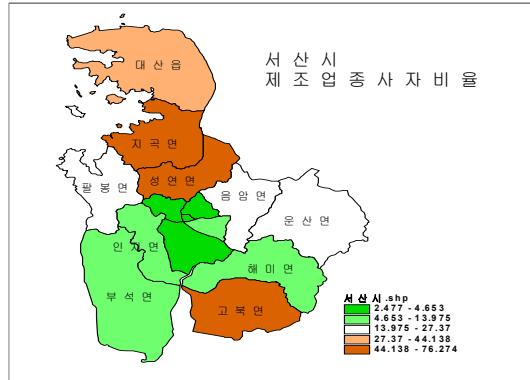 서산시
제조업종사자비율
대산읍
지곡면
성연면
팔봉면
음암면
운산면
인지면
해미면
부석면
고북면
서산시.shp
2.477 - 4.653
4.653 - 13.975
13.975 - 27.37
27.37 - 44.138
44.138 - 76.274